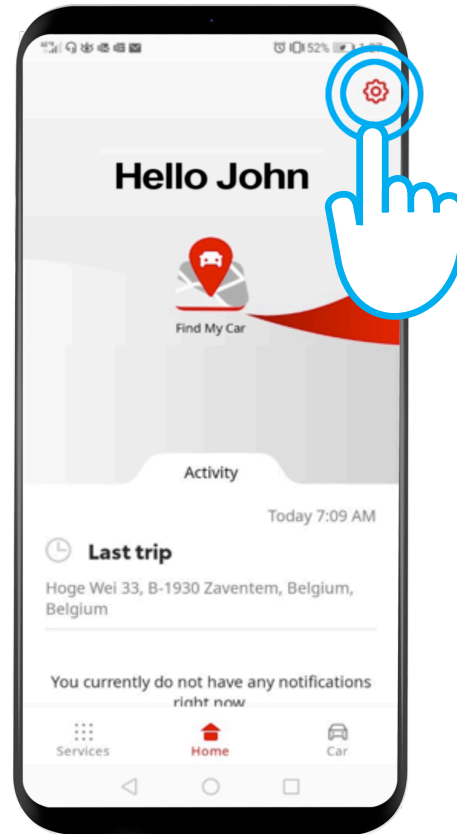 52%
Hello John
Find My Car
Activity
Today 7:09 AM
Last trip
Hoge Wei 33, B-1930 Zaventem, Belgium,
Belgium
You currently do not have any notifications
right now
Services
Home
Car